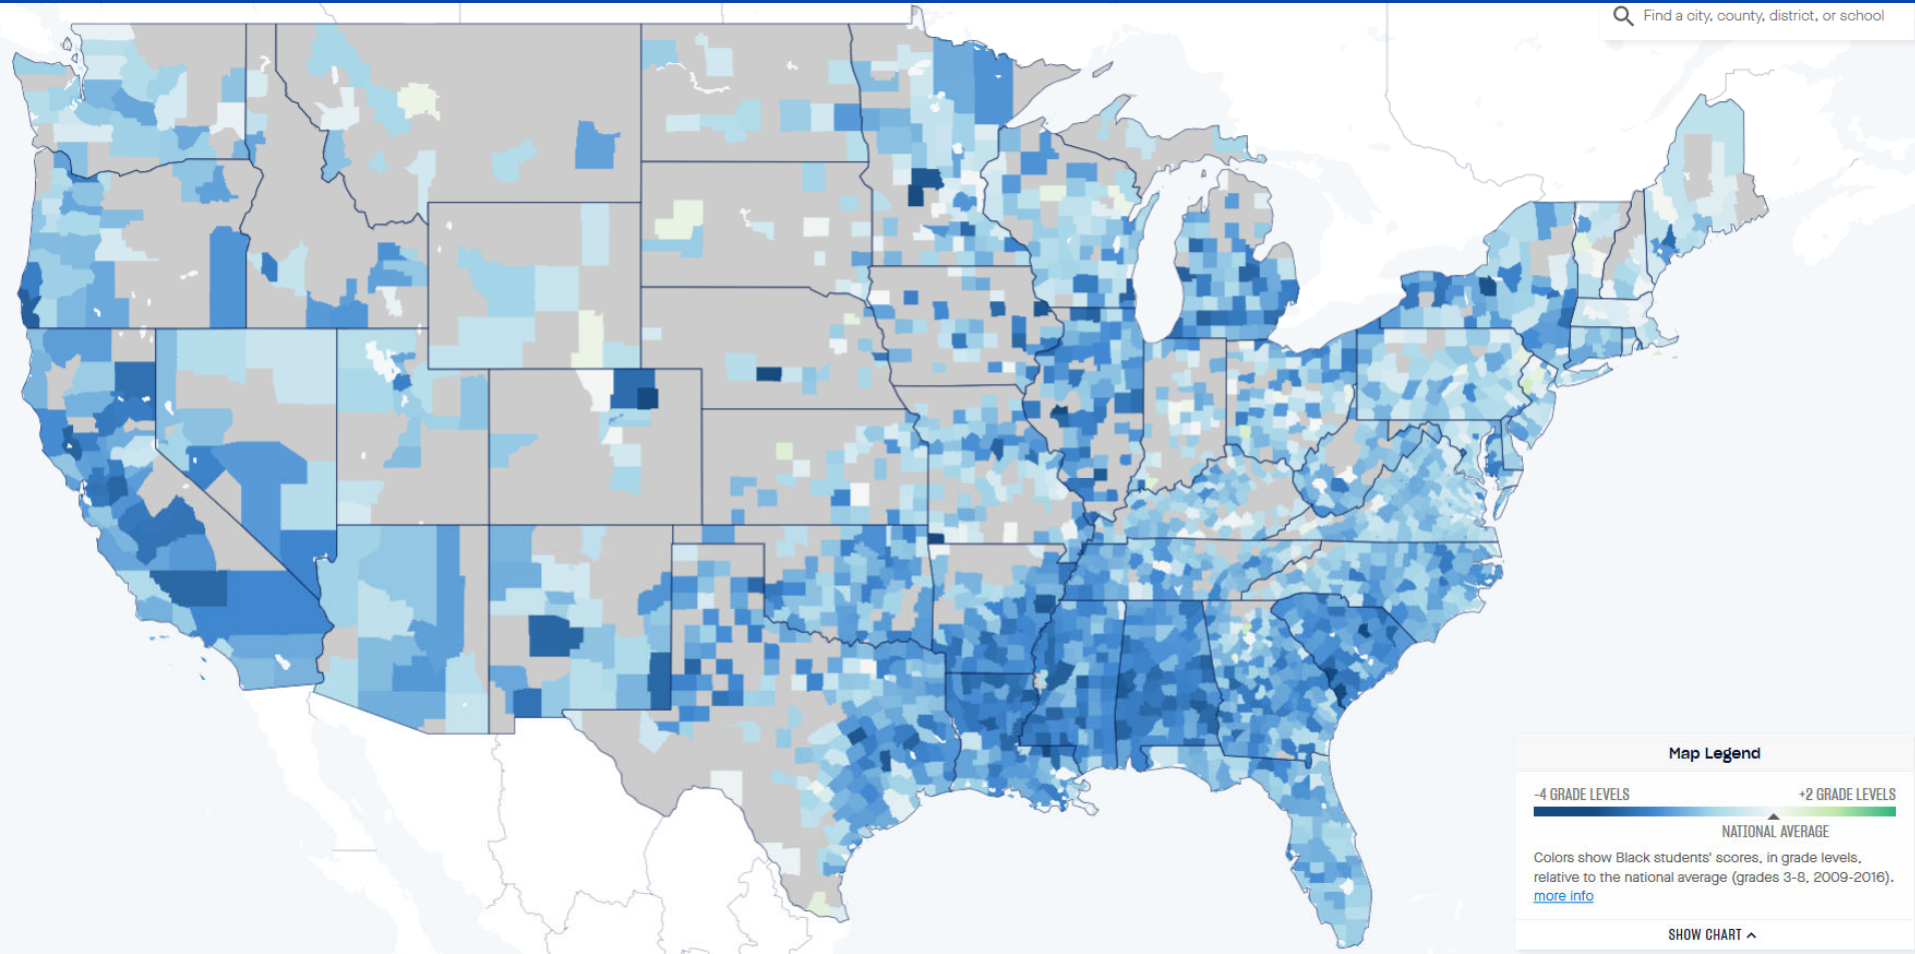 Find a city, county, district, or school
Map Legend
-4 GRADE LEVELS +2 GRADE LEVELS
NATIONAL AVERAGE
Colors show Black students' scores, in grade levels,
relative to the national average (grades 3-8, 2009-2016).
more info
SHOW CHART